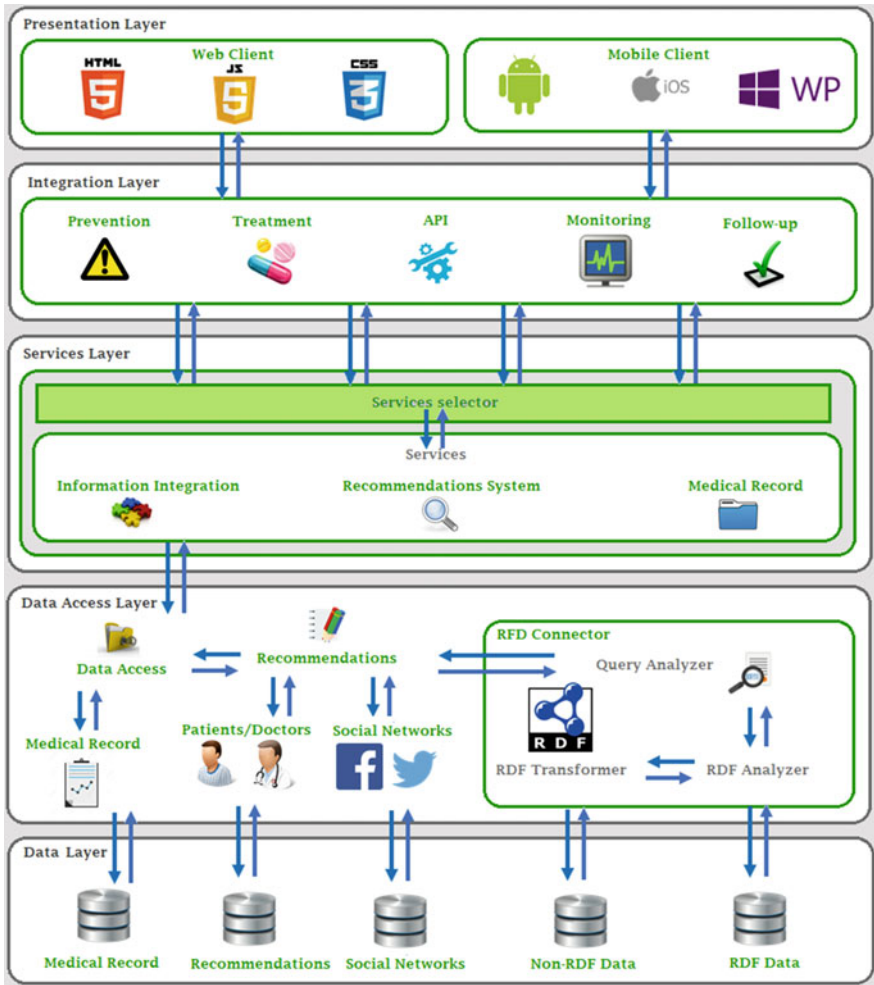 Presentation Layer
Web Client
Mobile Client
HTML
5
JS
5
CSS
3
iOS
WP
Integration Layer
Prevention
Treatment
API
Monitoring
Follow-up
Services Layer
Services selector
Services
Information Integration
Recommendations System
Medical Record
Data Access Layer
Data Access
Recommendations
RFD Connector
Query Analyzer
Medical Record
Patients/Doctors
Social Networks
RDF
RDF Transformer
RDF Analyzer
Data Layer
Medical Record
Recommendations
Social Networks
Non-RDF Data
RDF Data